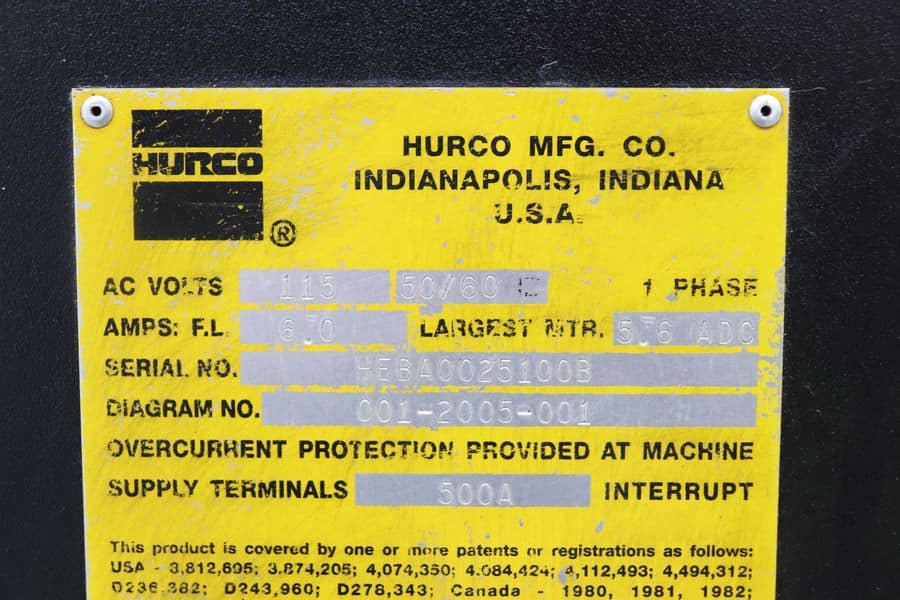 HURCO
®
HURCO MFG. CO.
INDIANAPOLIS, INDIANA
U.S.A.
AC VOLTS 115 50/60 1 PHASE
AMPS: F.L. 6.0 LARGEST MTR. 5.6 ADC
SERIAL NO. HEBA0025100B
DIAGRAM NO. 001-2005-001
OVERCURRENT PROTECTION PROVIDED AT MACHINE
SUPPLY TERMINALS 500A INTERRUPT
This product is covered by one or more patents or registrations as follows:
USA - 3,812,695; 3,874,205; 4,074,350; 4,084,424; 4,112,493; 4,494,312;
D236,382; D243,960; D278,343; Canada - 1980, 1981, 1982;